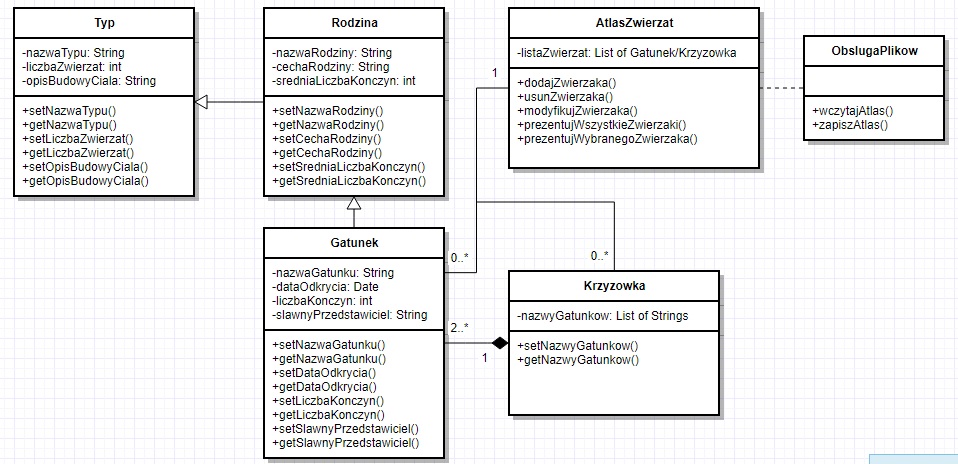 Typ
-nazwaTypu: String
-liczbaZwierzat: int
-opisBudowyCiala: String
+setNazwaTypu()
+getNazwaTypu()
+setLiczbaZwierzat()
+getLiczbaZwierzat()
+setOpisBudowyCiala()
+getOpisBudowyCiala()
Rodzina
-nazwaRodziny: String
-cechaRodziny: String
-sredniaLiczbaKonczyn: int
+setNazwaRodziny()
+getNazwaRodziny()
+setCechaRodziny()
+getCechaRodziny()
+setSredniaLiczbaKonczyn()
+getSredniaLiczbaKonczyn()
AtlasZwierzat
-listaZwierzat: List of Gatunek/Krzyzowka
+dodajZwierzaka()
+usunZwierzaka()
+modyfikujZwierzaka()
+prezentujWszystkieZwierzaki()
+prezentujWybranegoZwierzaka()
ObslugaPlikow
+wczytajAtlas()
+zapiszAtlas()
1
0..*
0..*
Gatunek
-nazwaGatunku: String
-dataOdkrycia: Date
-liczbaKonczyn: int
-slawnyPrzedstawiciel: String
+setNazwaGatunku()
+getNazwaGatunku()
+setDataOdkrycia()
+getDataOdkrycia()
+setLiczbaKonczyn()
+getLiczbaKonczyn()
+setSlawnyPrzedstawiciel()
+getSlawnyPrzedstawiciel()
2..*
1
Krzyzowka
-nazwyGatunkow: List of Strings
+setNazwyGatunkow()
+getNazwyGatunkow()